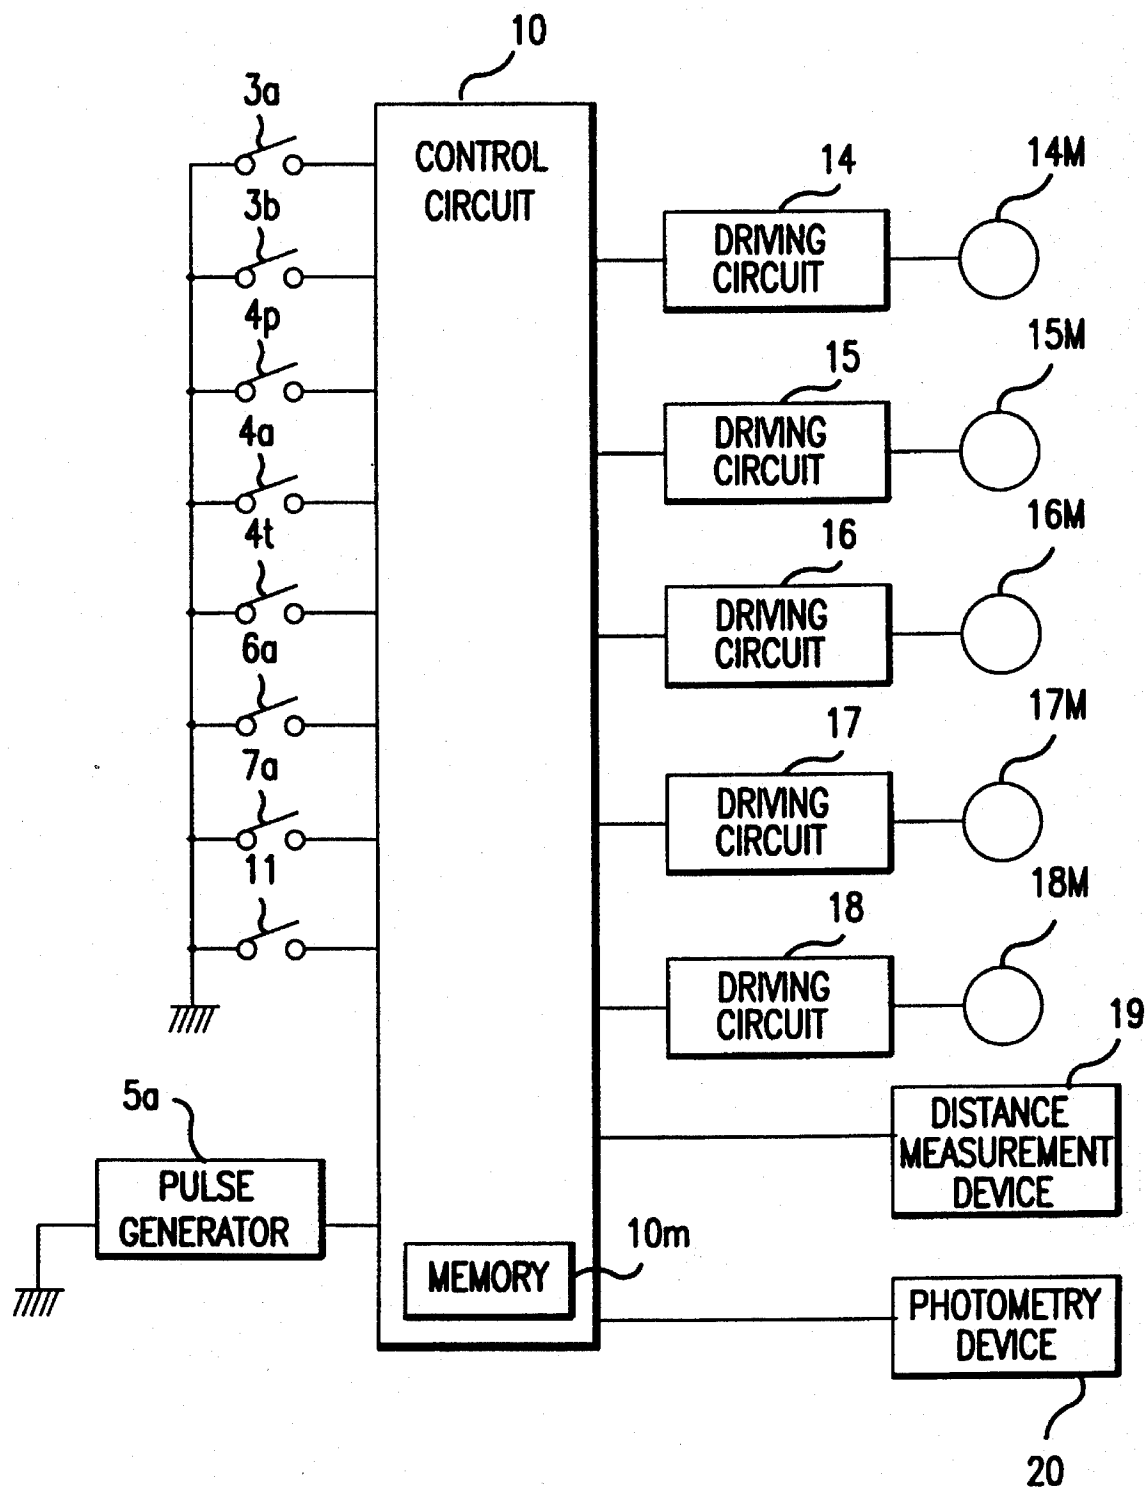 10
3a
CONTROL
CIRCUIT
3b
4p
4a
4t
6a
7a
11
14
14M
DRIVING
CIRCUIT
15
15M
DRIVING
CIRCUIT
16
16M
DRIVING
CIRCUIT
17
17M
DRIVING
CIRCUIT
18
18M
DRIVING
CIRCUIT
19
DISTANCE
MEASUREMENT
DEVICE
5a
PULSE
GENERATOR
10m
MEMORY
PHOTOMETRY
DEVICE
20